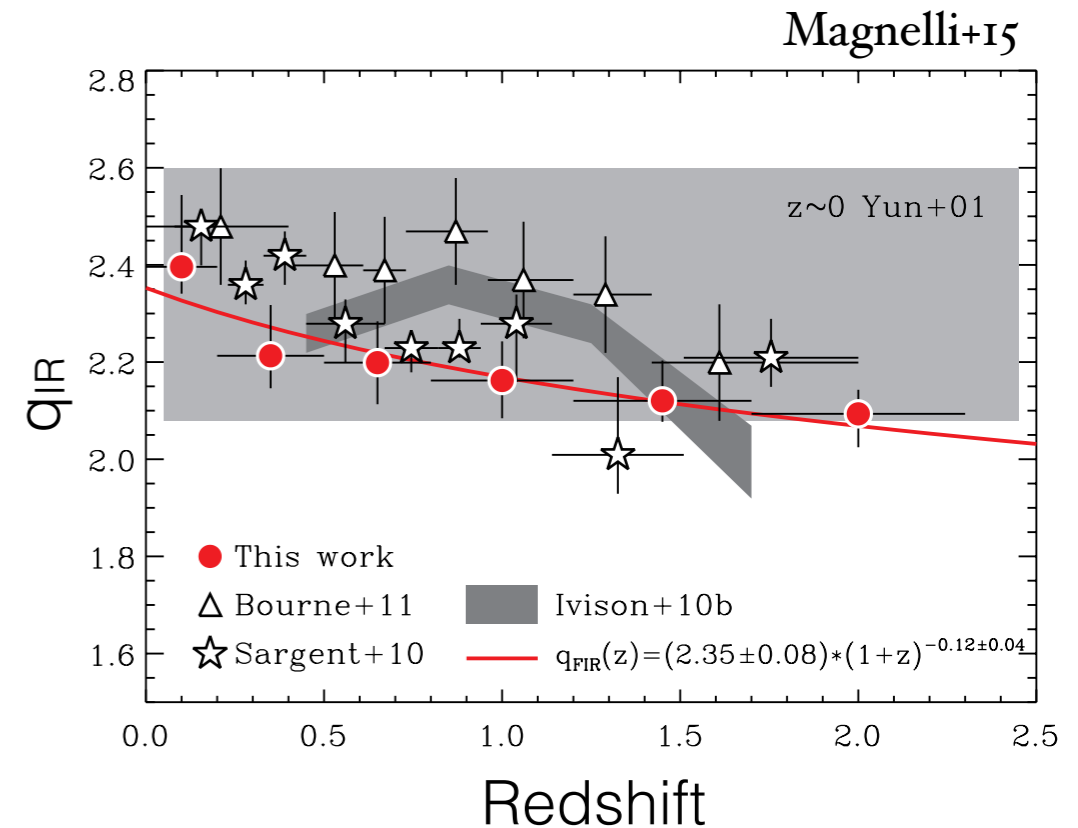 Magnelli+15
2.8
2.6
2.4
2.2
2.0
1.8
1.6
qIR
z~0 Yun+01
This work
Bourne+11
Sargent+10
Ivison+10b
qFIR(z)=(2.35±0.08)*(1+z)^−0.12±0.04
0.0 0.5 1.0 1.5 2.0 2.5
Redshift